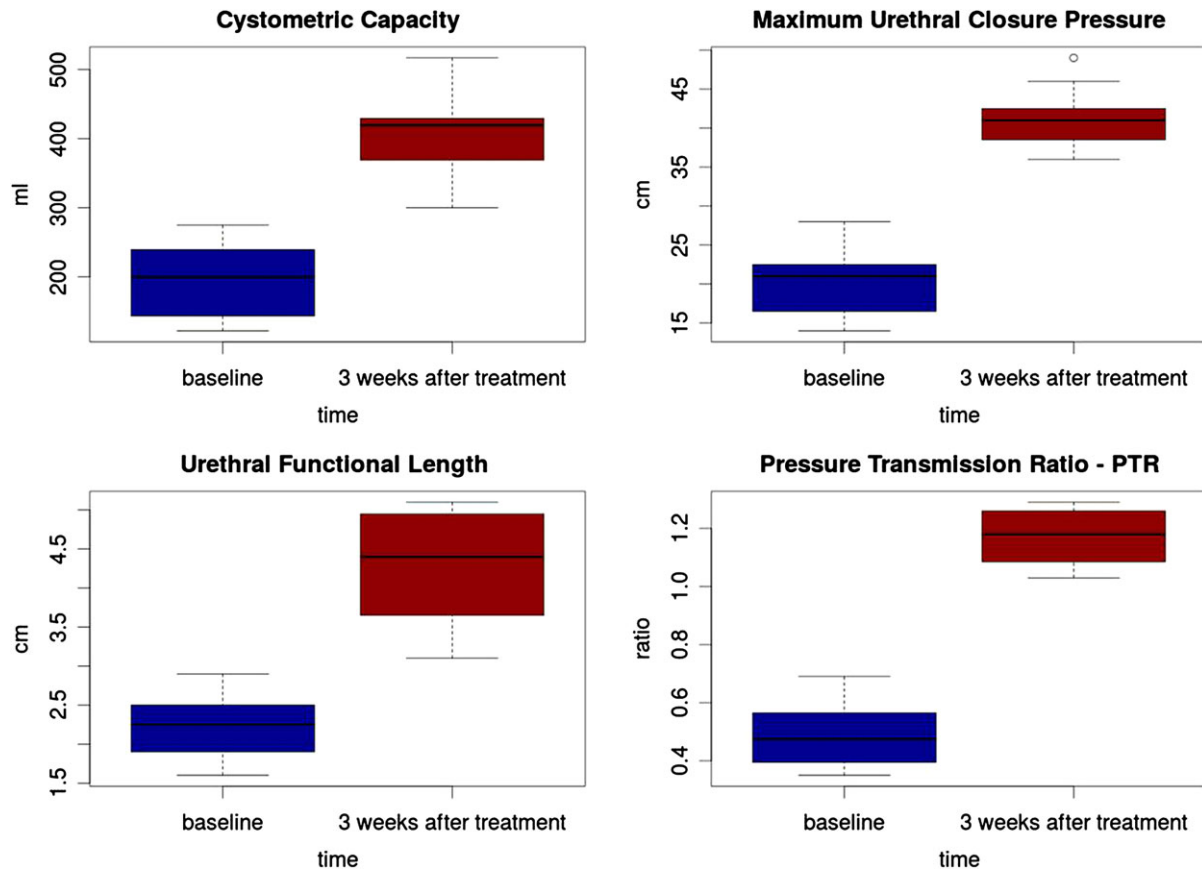 Cystometric Capacity
500
400
300
200
ml
baseline
3 weeks after treatment
time
Maximum Urethral Closure Pressure
45
35
25
15
cm
baseline
3 weeks after treatment
time
Urethral Functional Length
4.5
3.5
2.5
1.5
cm
baseline
3 weeks after treatment
time
Pressure Transmission Ratio - PTR
1.2
1.0
0.8
0.6
0.4
ratio
baseline
3 weeks after treatment
time